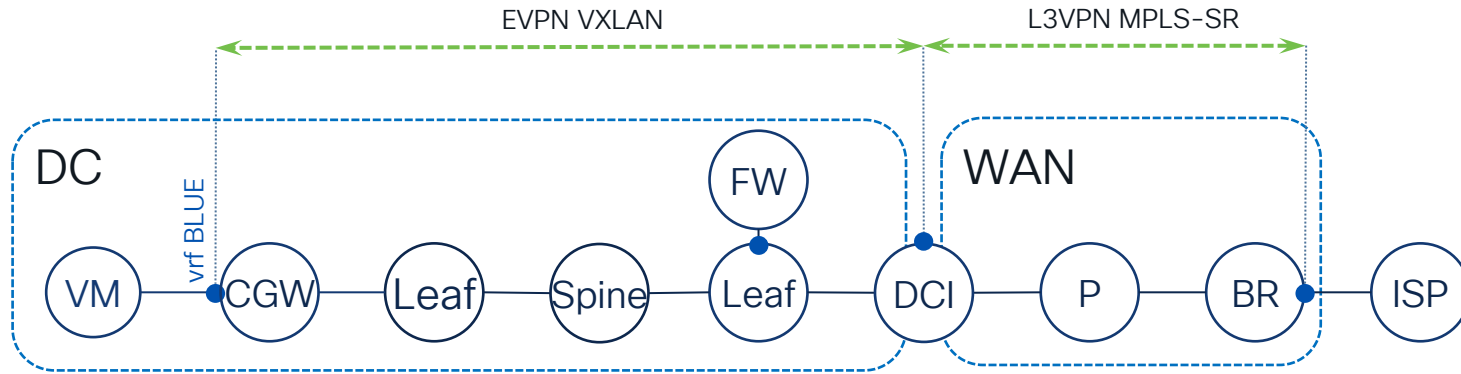 EVPN VXLAN
L3VPN MPLS-SR
DC
WAN
FW
vrf BLUE
VM
CGW
Leaf
Spine
Leaf
DCI
P
BR
ISP